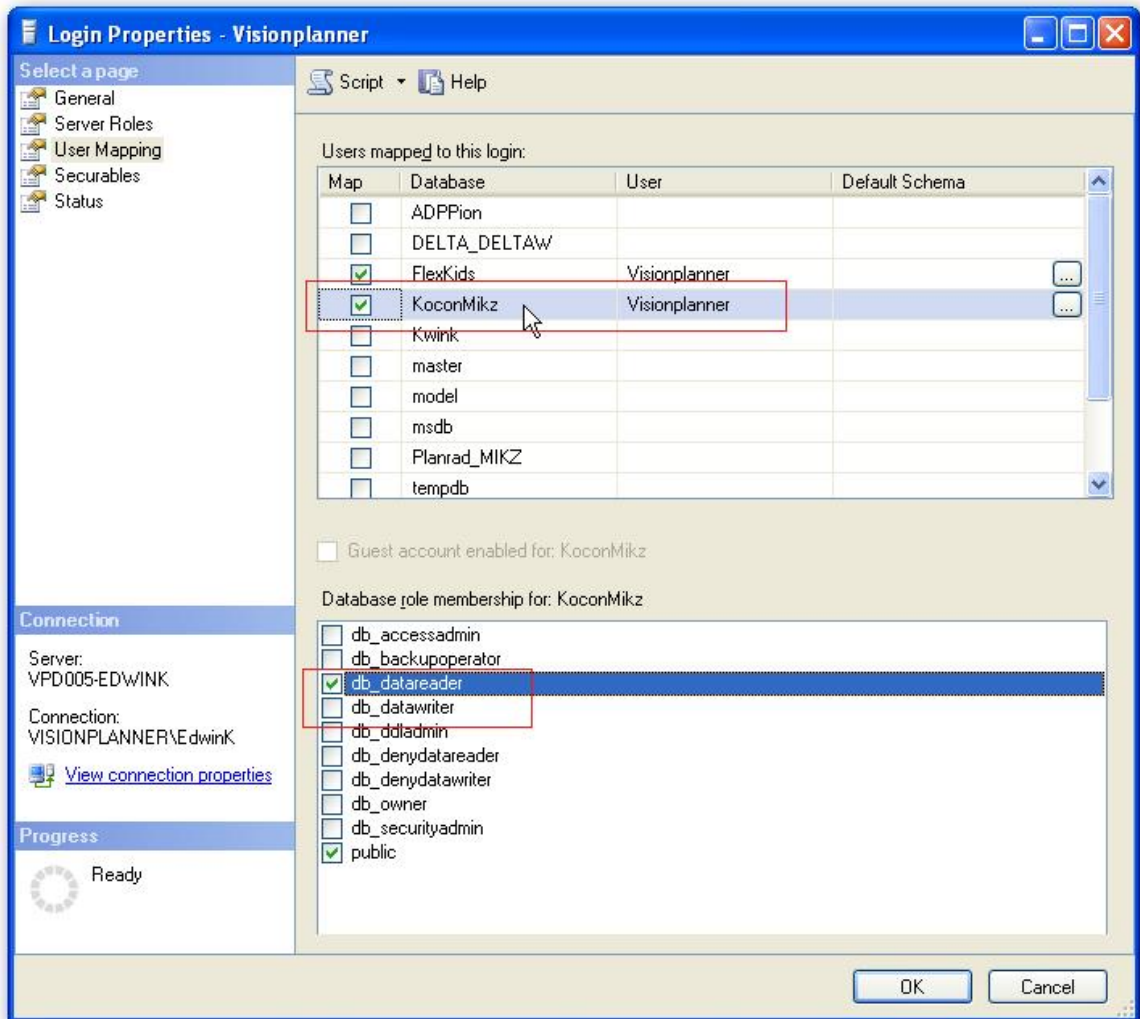 Login Properties - Visionplanner
Select a page
General
Server Roles
User Mapping
Securables
Status
Connection
Server:
VPD005-EDWINK
Connection:
VISIONPLANNER\EdwinK
View connection properties
Progress
Ready
Script Help
Users mapped to this login:
Map Database User Default Schema
ADPPion
DELTA_DELTAW
FlexKids Visionplanner ...
KoconMikz Visionplanner ...
Kwink
master
model
msdb
Planrad_MIKZ
tempdb
Guest account enabled for: KoconMikz
Database role membership for: KoconMikz
db_accessadmin
db_backupoperator
db_datareader
db_datawriter
db_ddladmin
db_denydatareader
db_denydatawriter
db_owner
db_securityadmin
public
OK Cancel